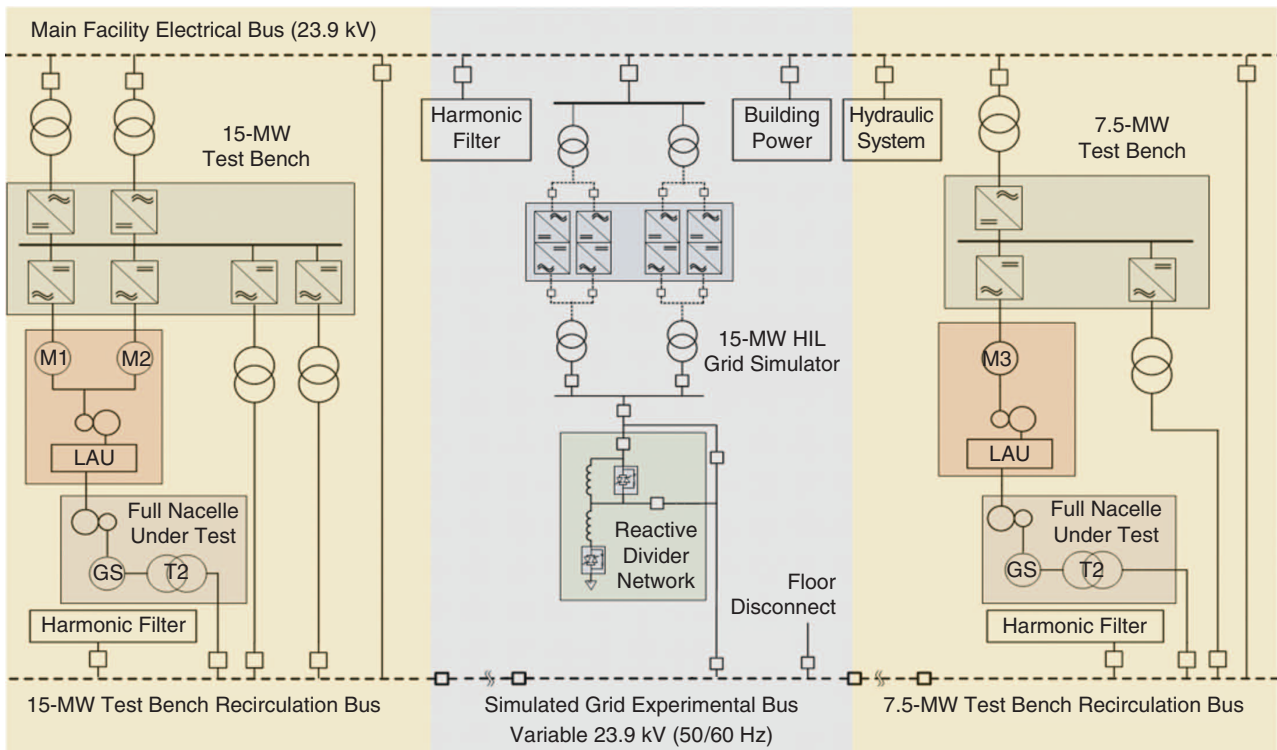 Main Facility Electrical Bus (23.9 kV)
15-MW
Test Bench
Harmonic
Filter
Building
Power
Hydraulic
System
7.5-MW
Test Bench
15-MW HIL
Grid Simulator
M1
M2
LAU
Full Nacelle
Under Test
GS
T2
Harmonic Filter
Reactive
Divider
Network
Floor
Disconnect
M3
LAU
Full Nacelle
Under Test
GS
T2
Harmonic Filter
15-MW Test Bench Recirculation Bus
Simulated Grid Experimental Bus
Variable 23.9 kV (50/60 Hz)
7.5-MW Test Bench Recirculation Bus